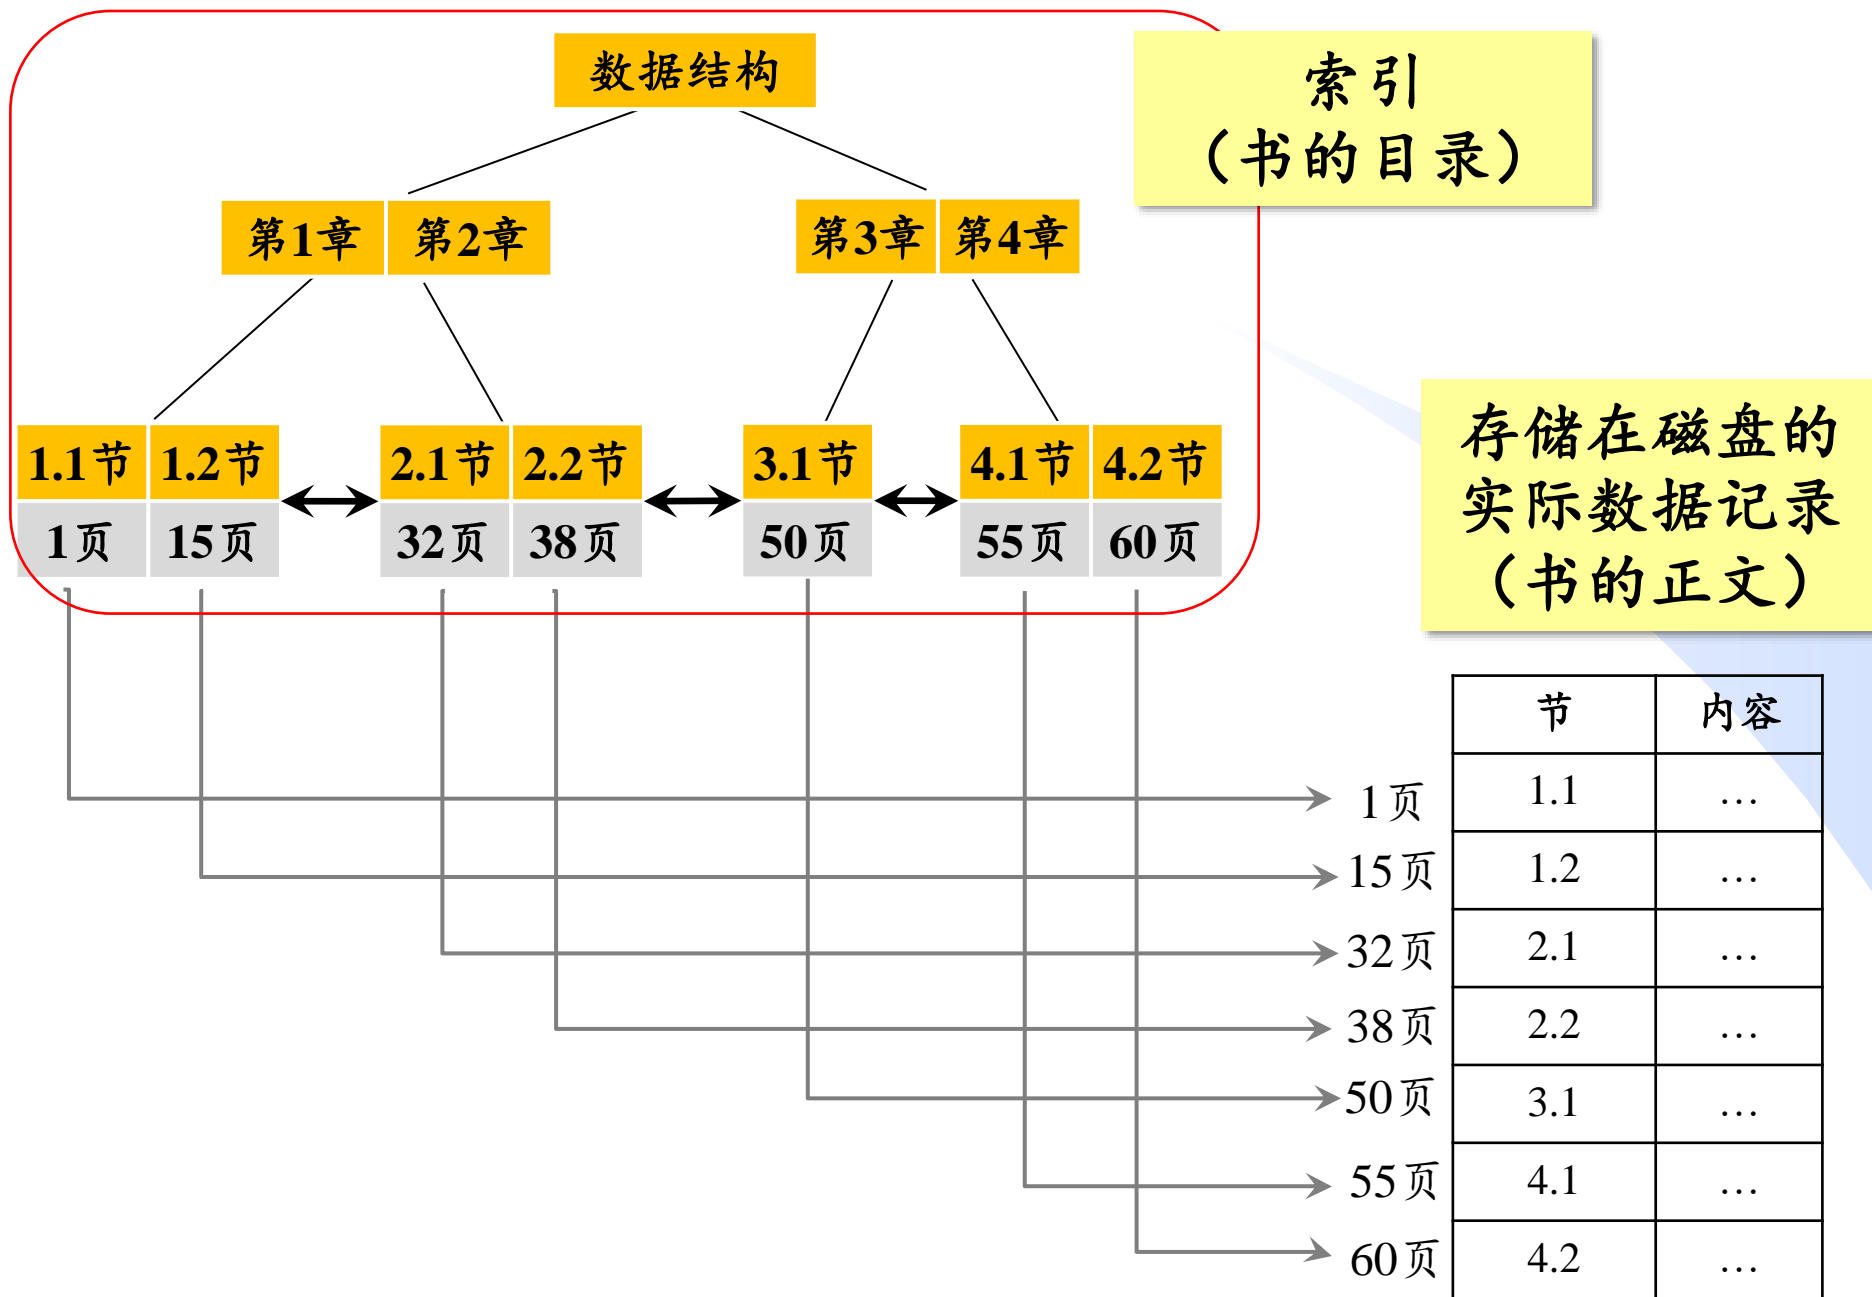 数据结构
索引
（书的目录）
第1章 第2章 第3章 第4章
存储在磁盘的
实际数据记录
（书的正文）
1.1节 1.2节 2.1节 2.2节 3.1节 4.1节 4.2节
1页 15页 32页 38页 50页 55页 60页
节 内容
1页 1.1 …
15页 1.2 …
32页 2.1 …
38页 2.2 …
50页 3.1 …
55页 4.1 …
60页 4.2 …